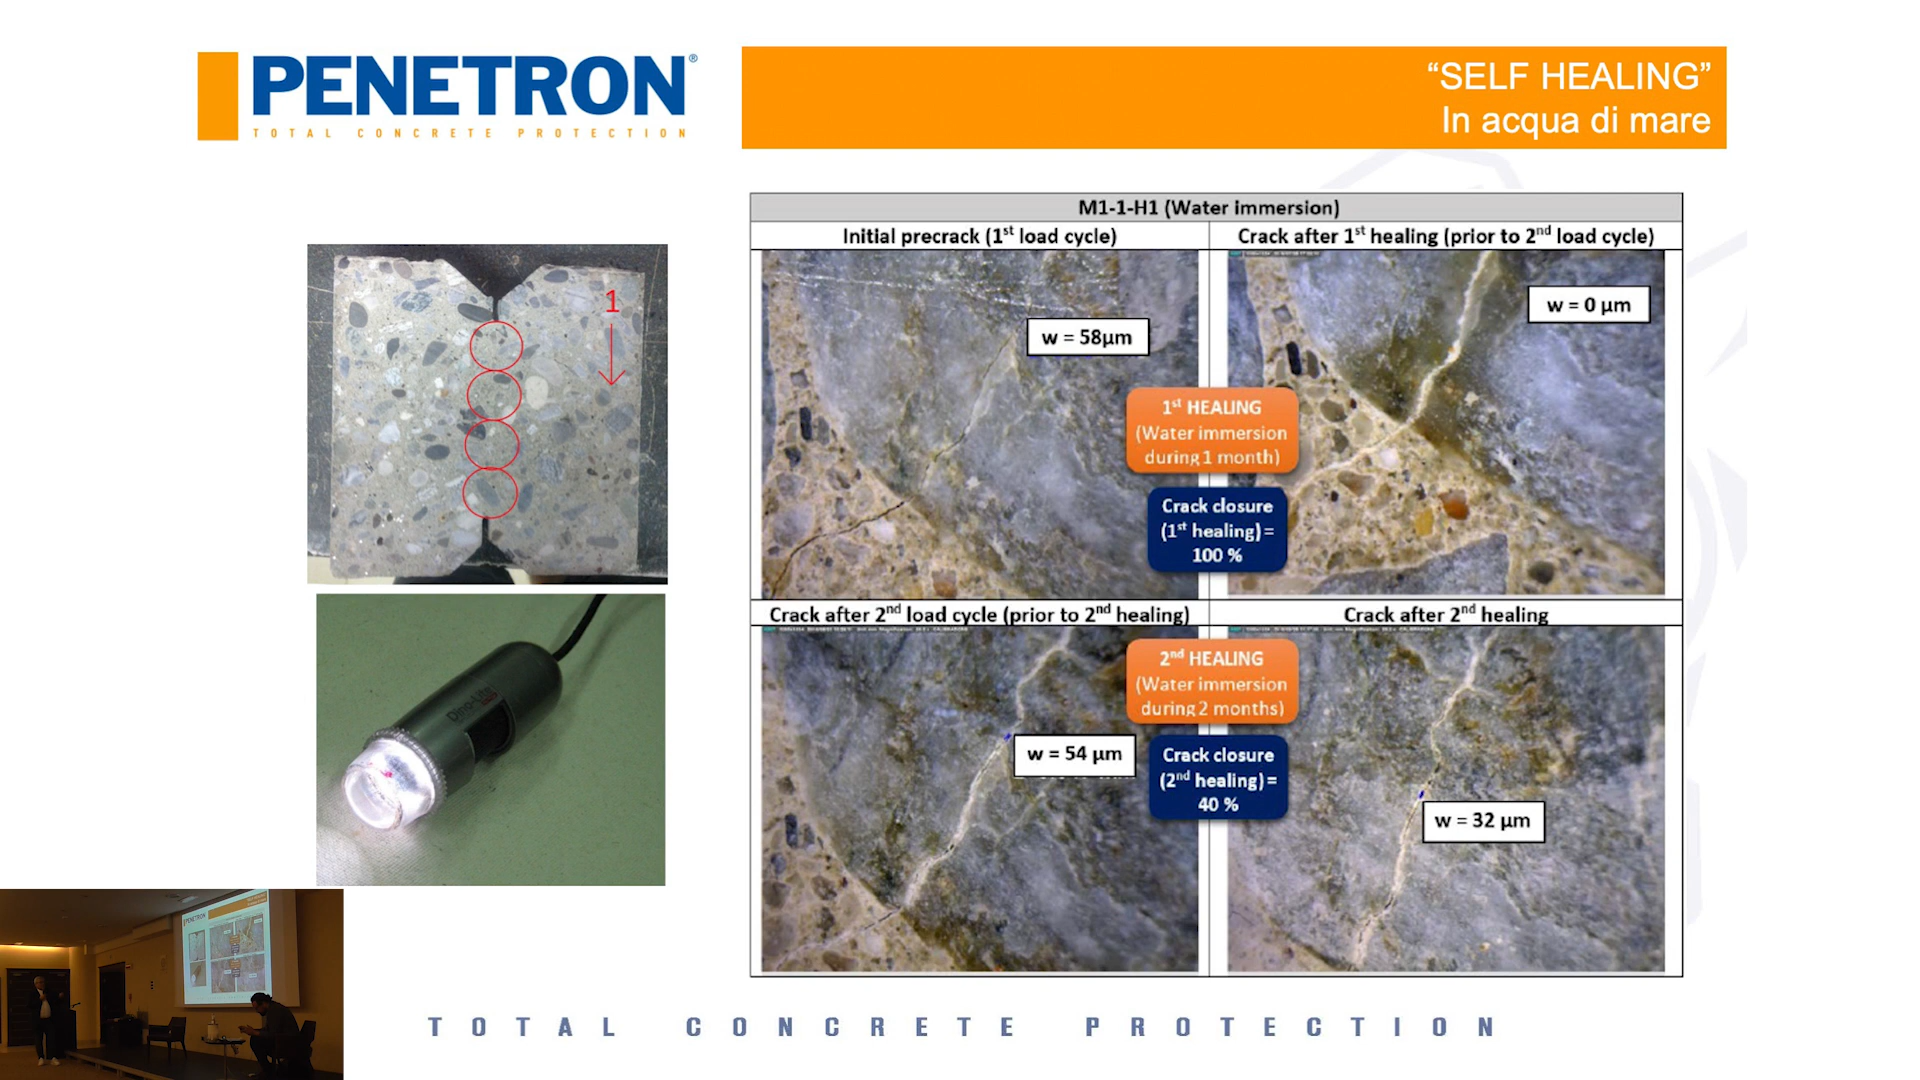 PENETRON®
TOTAL CONCRETE PROTECTION
“SELF HEALING”
In acqua di mare
1
Dino-Lite
M1-1-H1 (Water immersion)
Initial precrack (1st load cycle)
Crack after 1st healing (prior to 2nd load cycle)
w = 58µm
w = 0 µm
1st HEALING
(Water immersion
during 1 month)
Crack closure
(1st healing) =
100 %
Crack after 2nd load cycle (prior to 2nd healing)
Crack after 2nd healing
w = 54 µm
2nd HEALING
(Water immersion
during 2 months)
Crack closure
(2nd healing) =
40 %
w = 32 µm
PENETRON
TOTAL CONCRETE PROTECTION